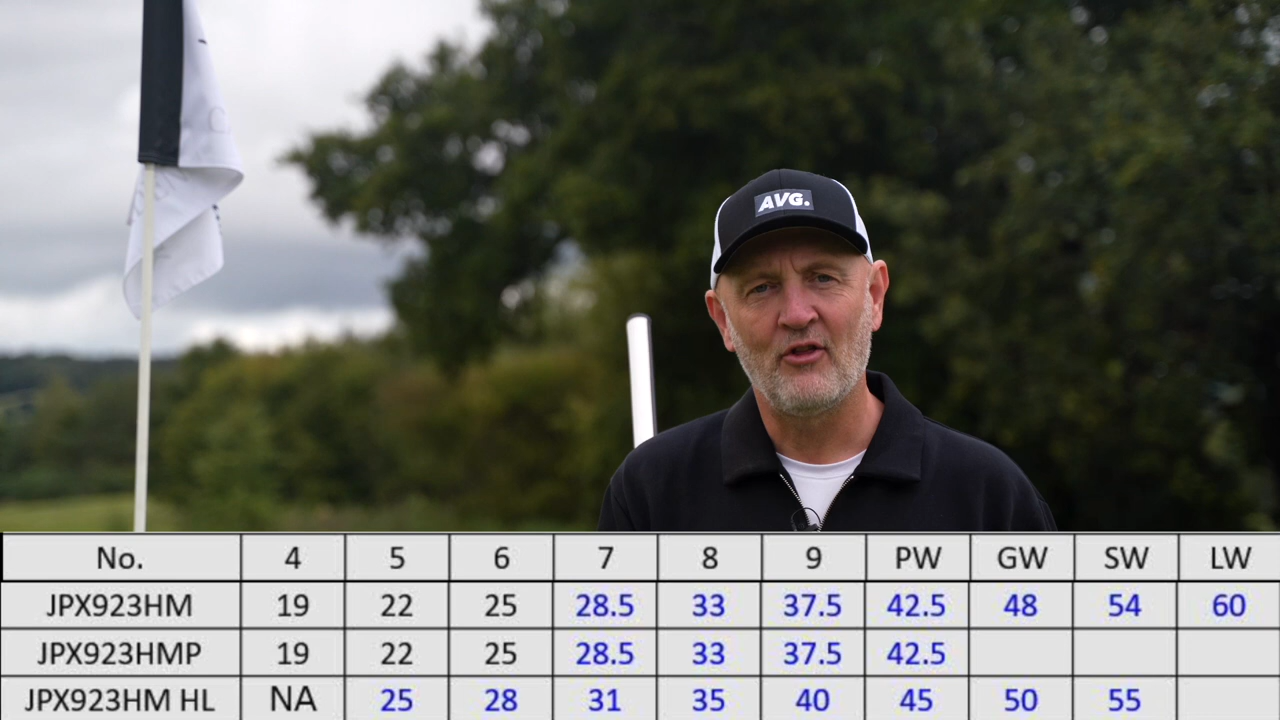 AVG.
No. 4 5 6 7 8 9 PW GW SW LW
JPX923HM 19 22 25 28.5 33 37.5 42.5 48 54 60
JPX923HMP 19 22 25 28.5 33 37.5 42.5
JPX923HM HL NA 25 28 31 35 40 45 50 55